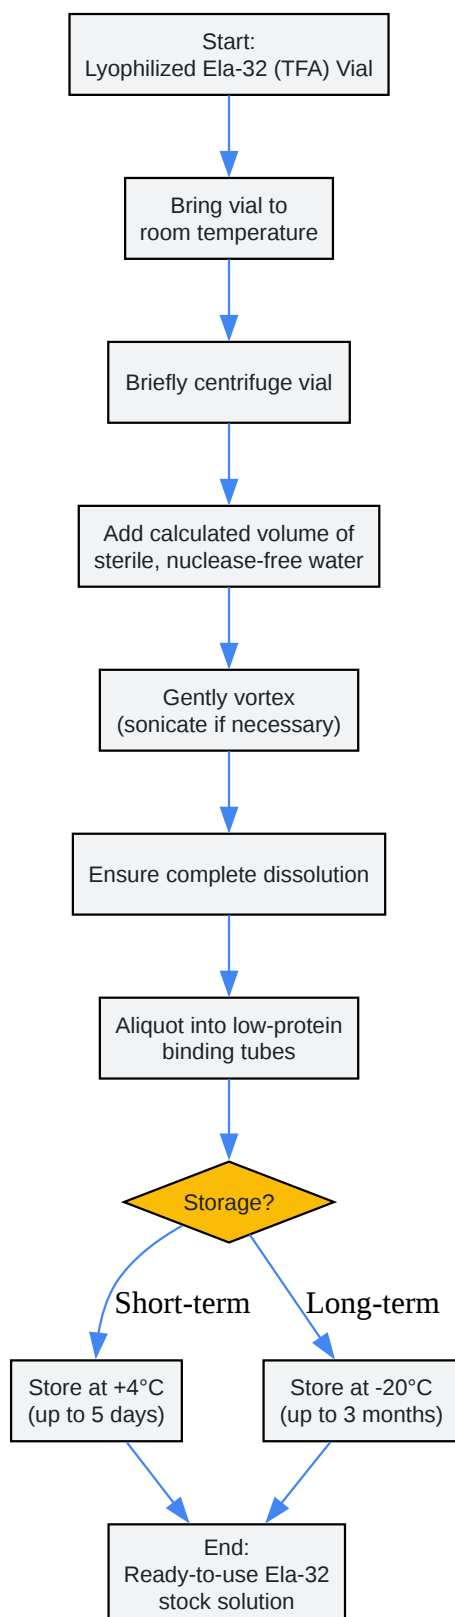 Start:
Lyophilized Ela-32 (TFA) Vial
Bring vial to
room temperature
Briefly centrifuge vial
Add calculated volume of
sterile, nuclease-free water
Gently vortex
(sonicate if necessary)
Ensure complete dissolution
Aliquot into low-protein
binding tubes
Storage?
Short-term
Long-term
Store at +4°C
(up to 5 days)
Store at -20°C
(up to 3 months)
End:
Ready-to-use Ela-32
stock solution